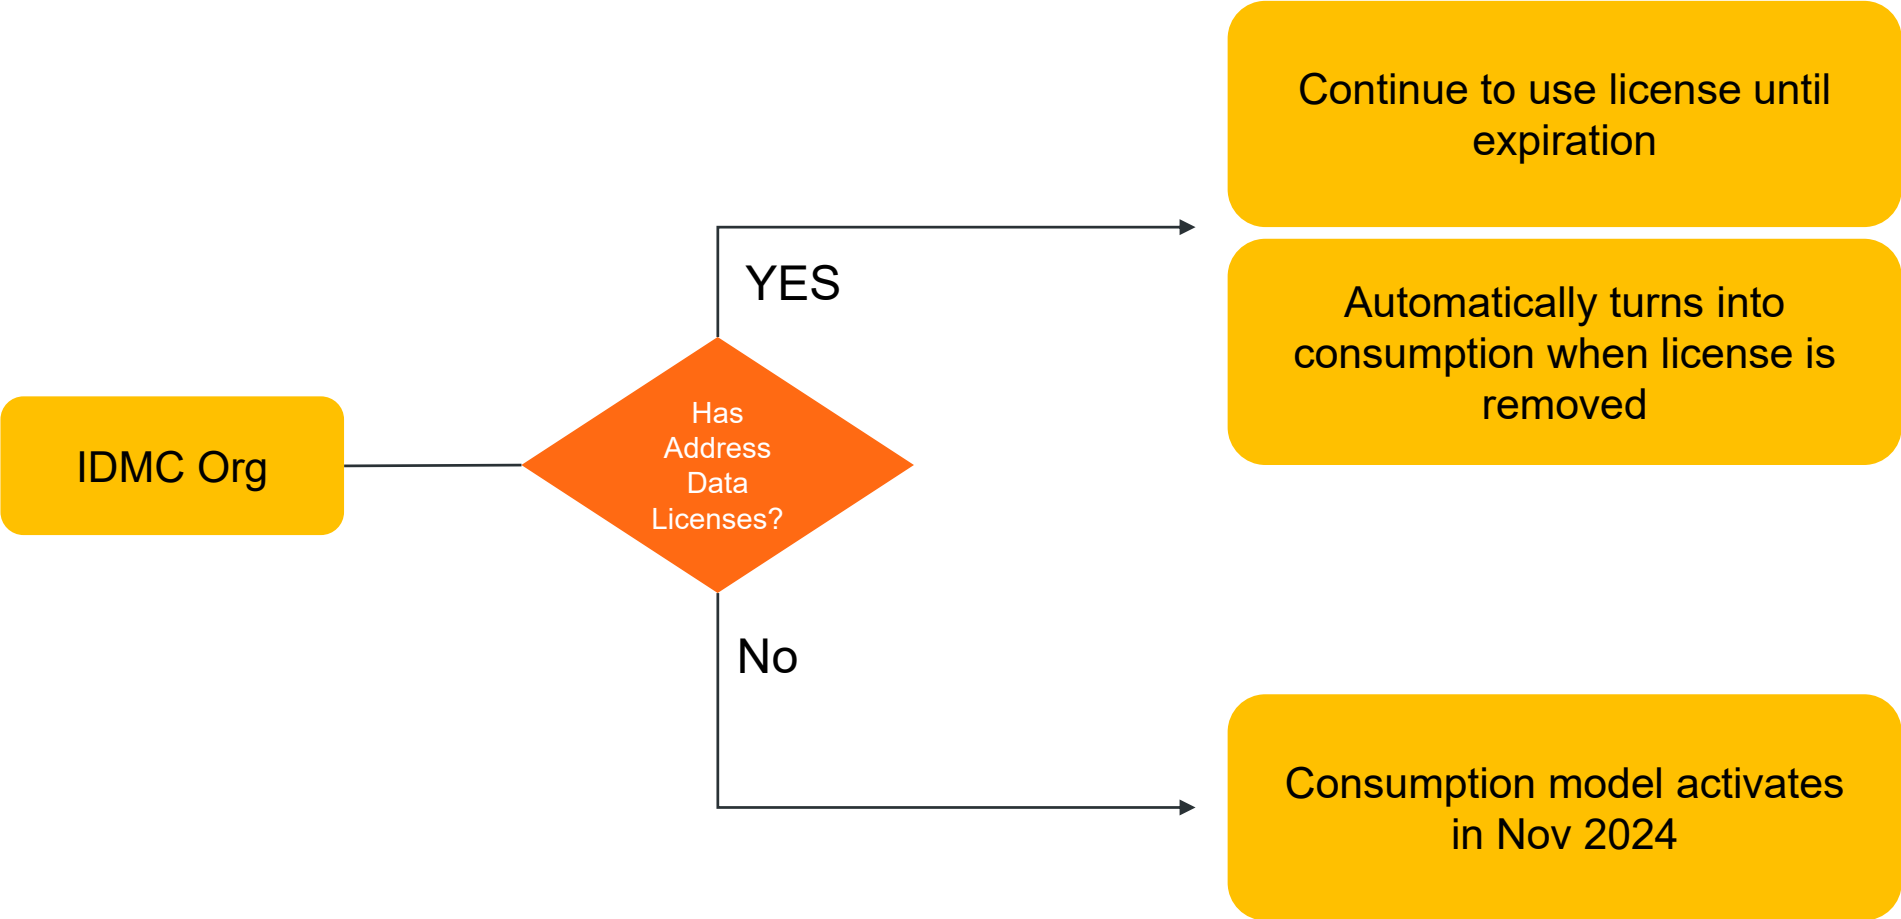 Continue to use license until
expiration
YES
Automatically turns into
consumption when license is
removed
IDMC Org
Has
Address
Data
Licenses?
No
Consumption model activates
in Nov 2024